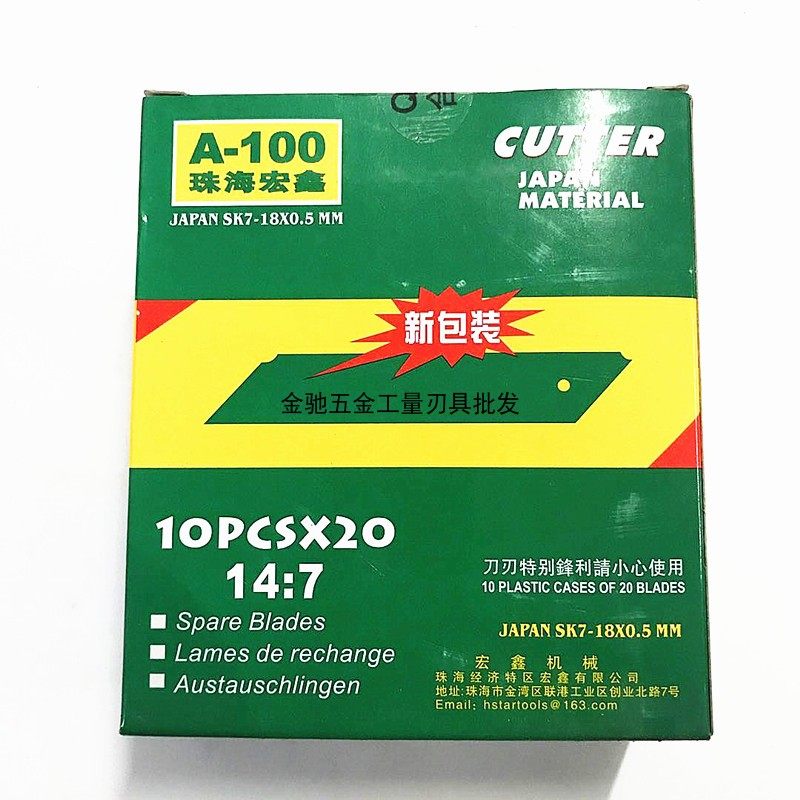 合
A-100
珠海宏鑫
JAPAN SK7-18X0.5 MM
CUTTER
JAPAN
MATERIAL
新包装
金驰五金工量刃具批发
10PCSX20
14:7
Spare Blades
Lames de rechange
Austauschlingen
刀刃特别鋒利請小心使用
10 PLASTIC CASES OF 20 BLADES
JAPAN SK7-18X0.5 MM
宏鑫机械
珠海经济特区宏鑫有限公司
地址:珠海市金湾区联港工业区创业北路7号
Email: hstartools@163.com